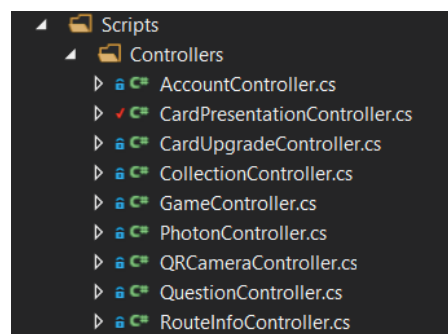 Scripts
Controllers
C# AccountController.cs
C# CardPresentationController.cs
C# CardUpgradeController.cs
C# CollectionController.cs
C# GameController.cs
C# PhotonController.cs
C# QRCameraController.cs
C# QuestionController.cs
C# RouteInfoController.cs